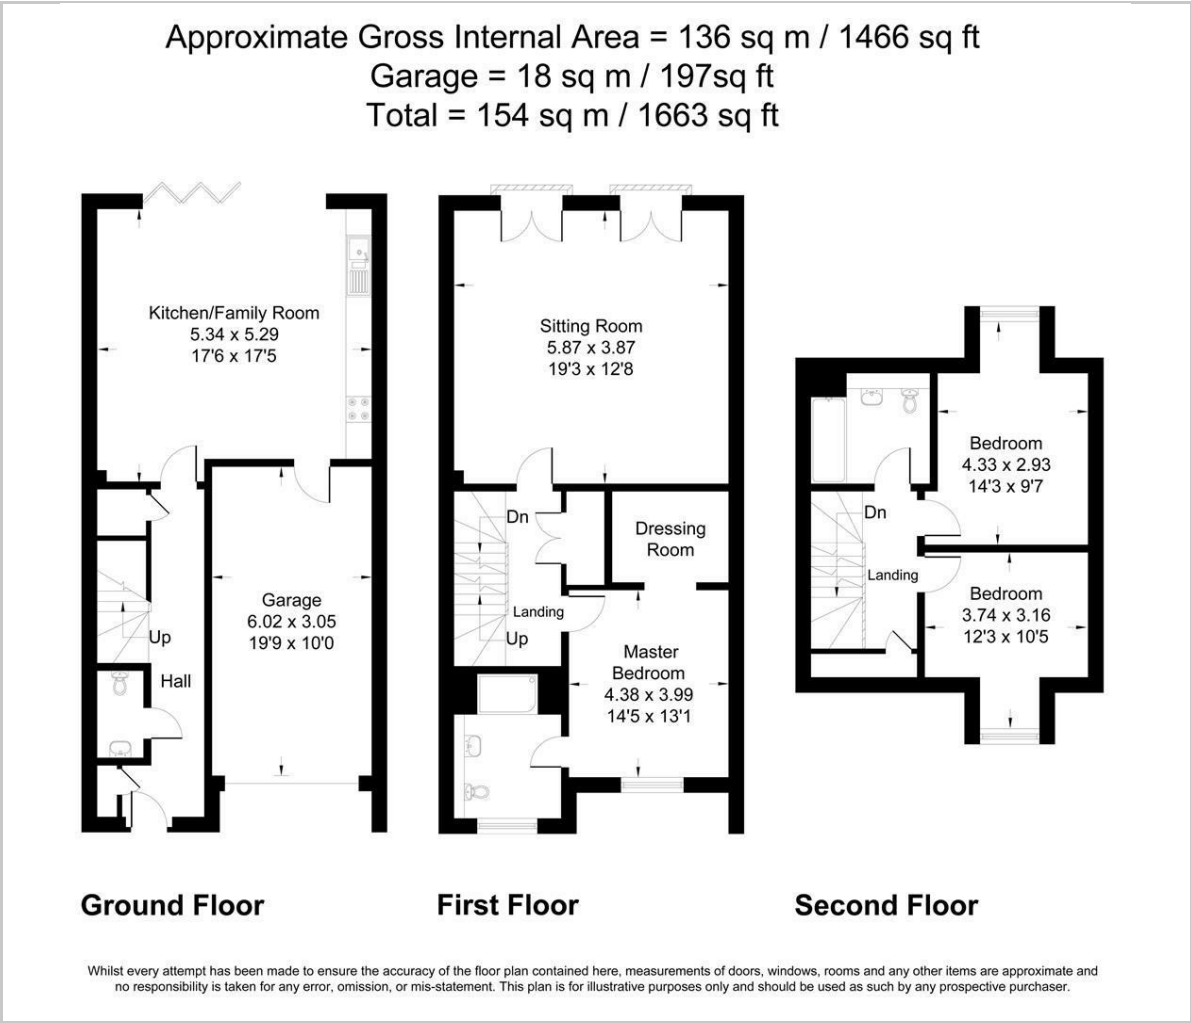 Approximate Gross Internal Area = 136 sq m / 1466 sq ft
Garage = 18 sq m / 197sq ft
Total = 154 sq m / 1663 sq ft
Kitchen/Family Room
5.34 x 5.29
17'6 x 17'5
Garage
6.02 x 3.05
19'9 x 10'0
Up
Hall
Ground Floor
Sitting Room
5.87 x 3.87
19'3 x 12'8
Dn
Dressing
Room
Landing
Up
Master
Bedroom
4.38 x 3.99
14'5 x 13'1
First Floor
Bedroom
4.33 x 2.93
14'3 x 9'7
Dn
Landing
Bedroom
3.74 x 3.16
12'3 x 10'5
Second Floor
Whilst every attempt has been made to ensure the accuracy of the floor plan contained here, measurements of doors, windows, rooms and any other items are approximate and
no responsibility is taken for any error, omission, or mis-statement. This plan is for illustrative purposes only and should be used as such by any prospective purchaser.